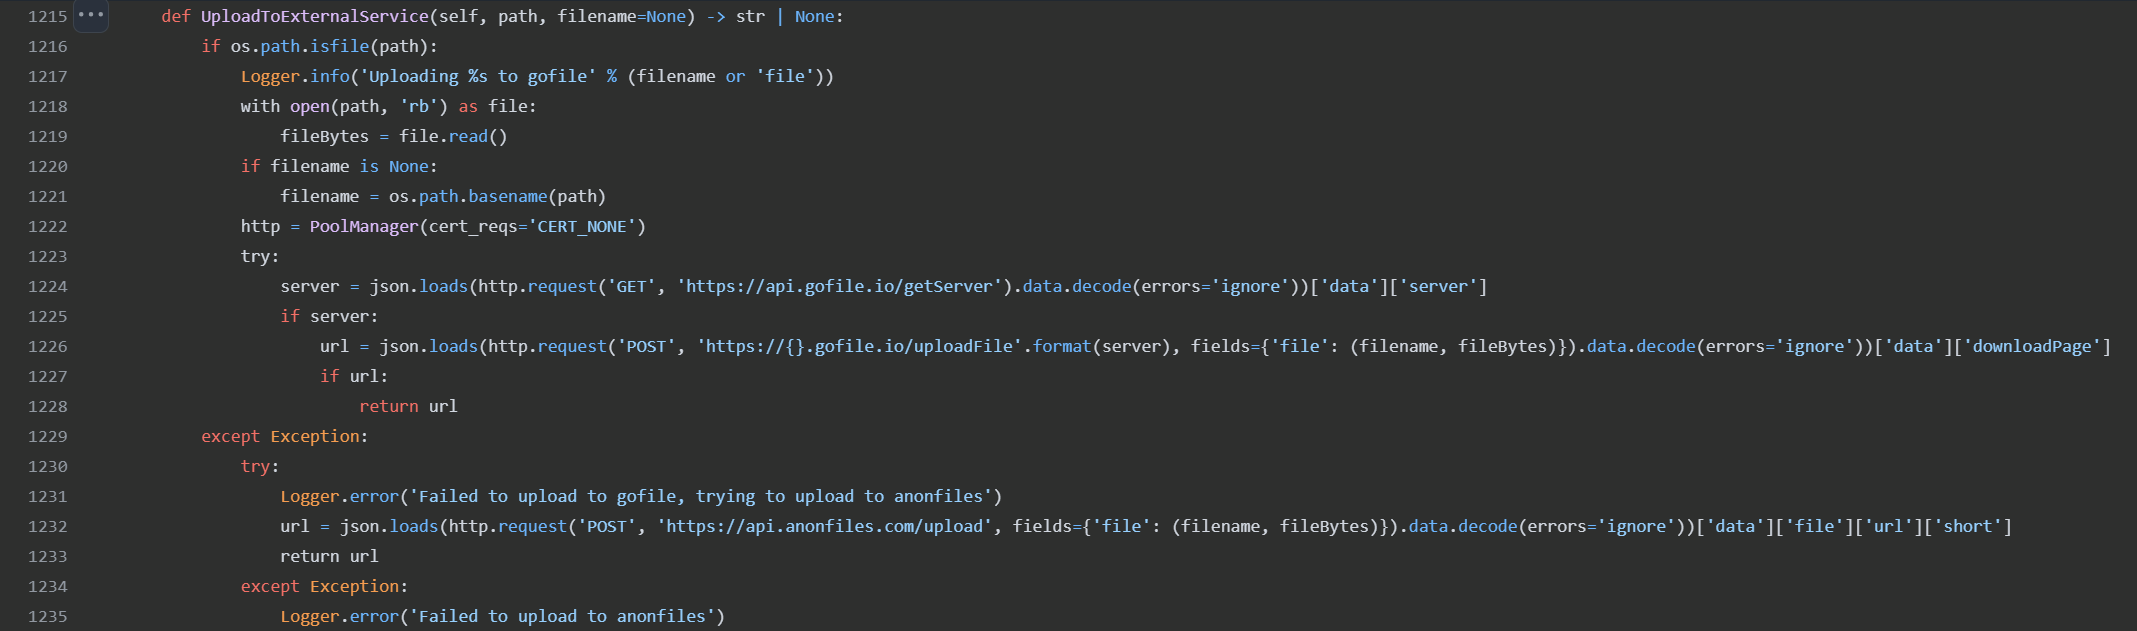 1215 ... def UploadToExternalService(self, path, filename=None) -> str | None:
1216 if os.path.isfile(path):
1217 Logger.info('Uploading %s to gofile' % (filename or 'file'))
1218 with open(path, 'rb') as file:
1219 fileBytes = file.read()
1220 if filename is None:
1221 filename = os.path.basename(path)
1222 http = PoolManager(cert_reqs='CERT_NONE')
1223 try:
1224 server = json.loads(http.request('GET', 'https://api.gofile.io/getServer').data.decode(errors='ignore'))['data']['server']
1225 if server:
1226 url = json.loads(http.request('POST', 'https://{}.gofile.io/uploadFile'.format(server), fields={'file': (filename, fileBytes)}).data.decode(errors='ignore'))['data']['downloadPage']
1227 if url:
1228 return url
1229 except Exception:
1230 try:
1231 Logger.error('Failed to upload to gofile, trying to upload to anonfiles')
1232 url = json.loads(http.request('POST', 'https://api.anonfiles.com/upload', fields={'file': (filename, fileBytes)}).data.decode(errors='ignore'))['data']['file']['url']['short']
1233 return url
1234 except Exception:
1235 Logger.error('Failed to upload to anonfiles')